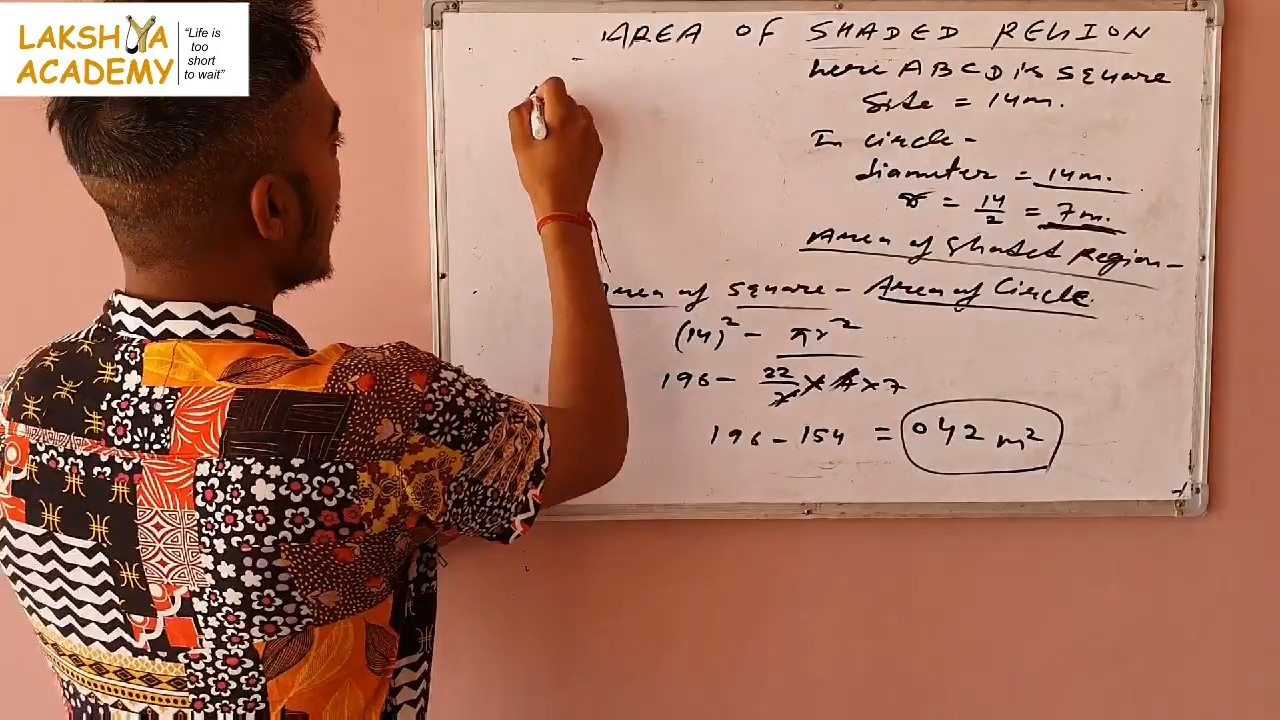 LAKSHYA
ACADEMY
“Life is
too
short
to wait”
AREA OF SHADED REGION
here ABCD is square
Side = 14m.
In circle -
diameter = 14m.
r = 14/2 = 7m.
Area of Shaded Region -
Area of square - Area of Circle.
(14)² - πr²
196 - 22/7 × 7 × 7
196 - 154 = 042 m²